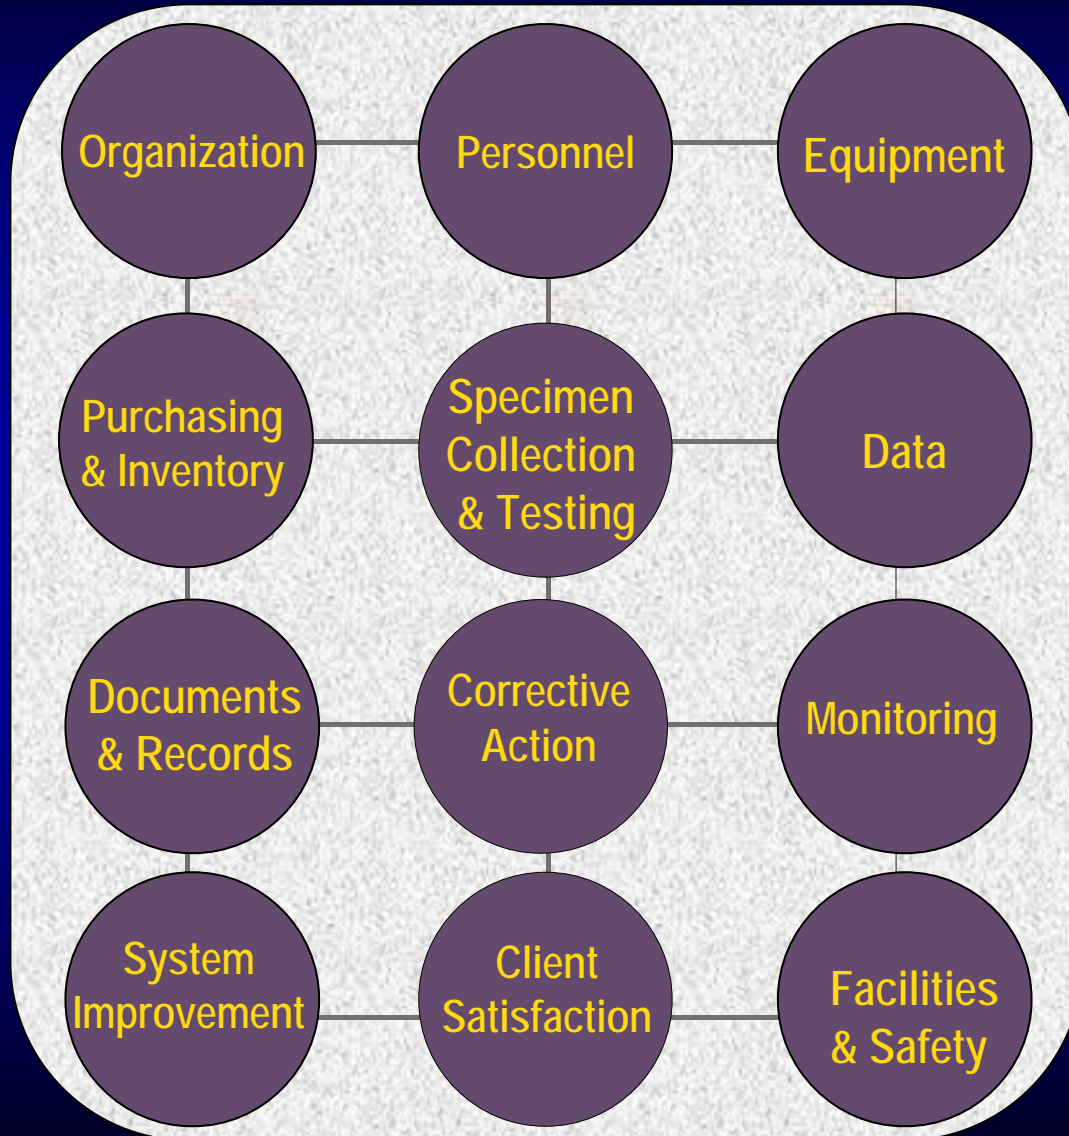 Organization
Personnel
Equipment
Purchasing
& Inventory
Specimen
Collection
& Testing
Data
Documents
& Records
Corrective
Action
Monitoring
System
Improvement
Client
Satisfaction
Facilities
& Safety